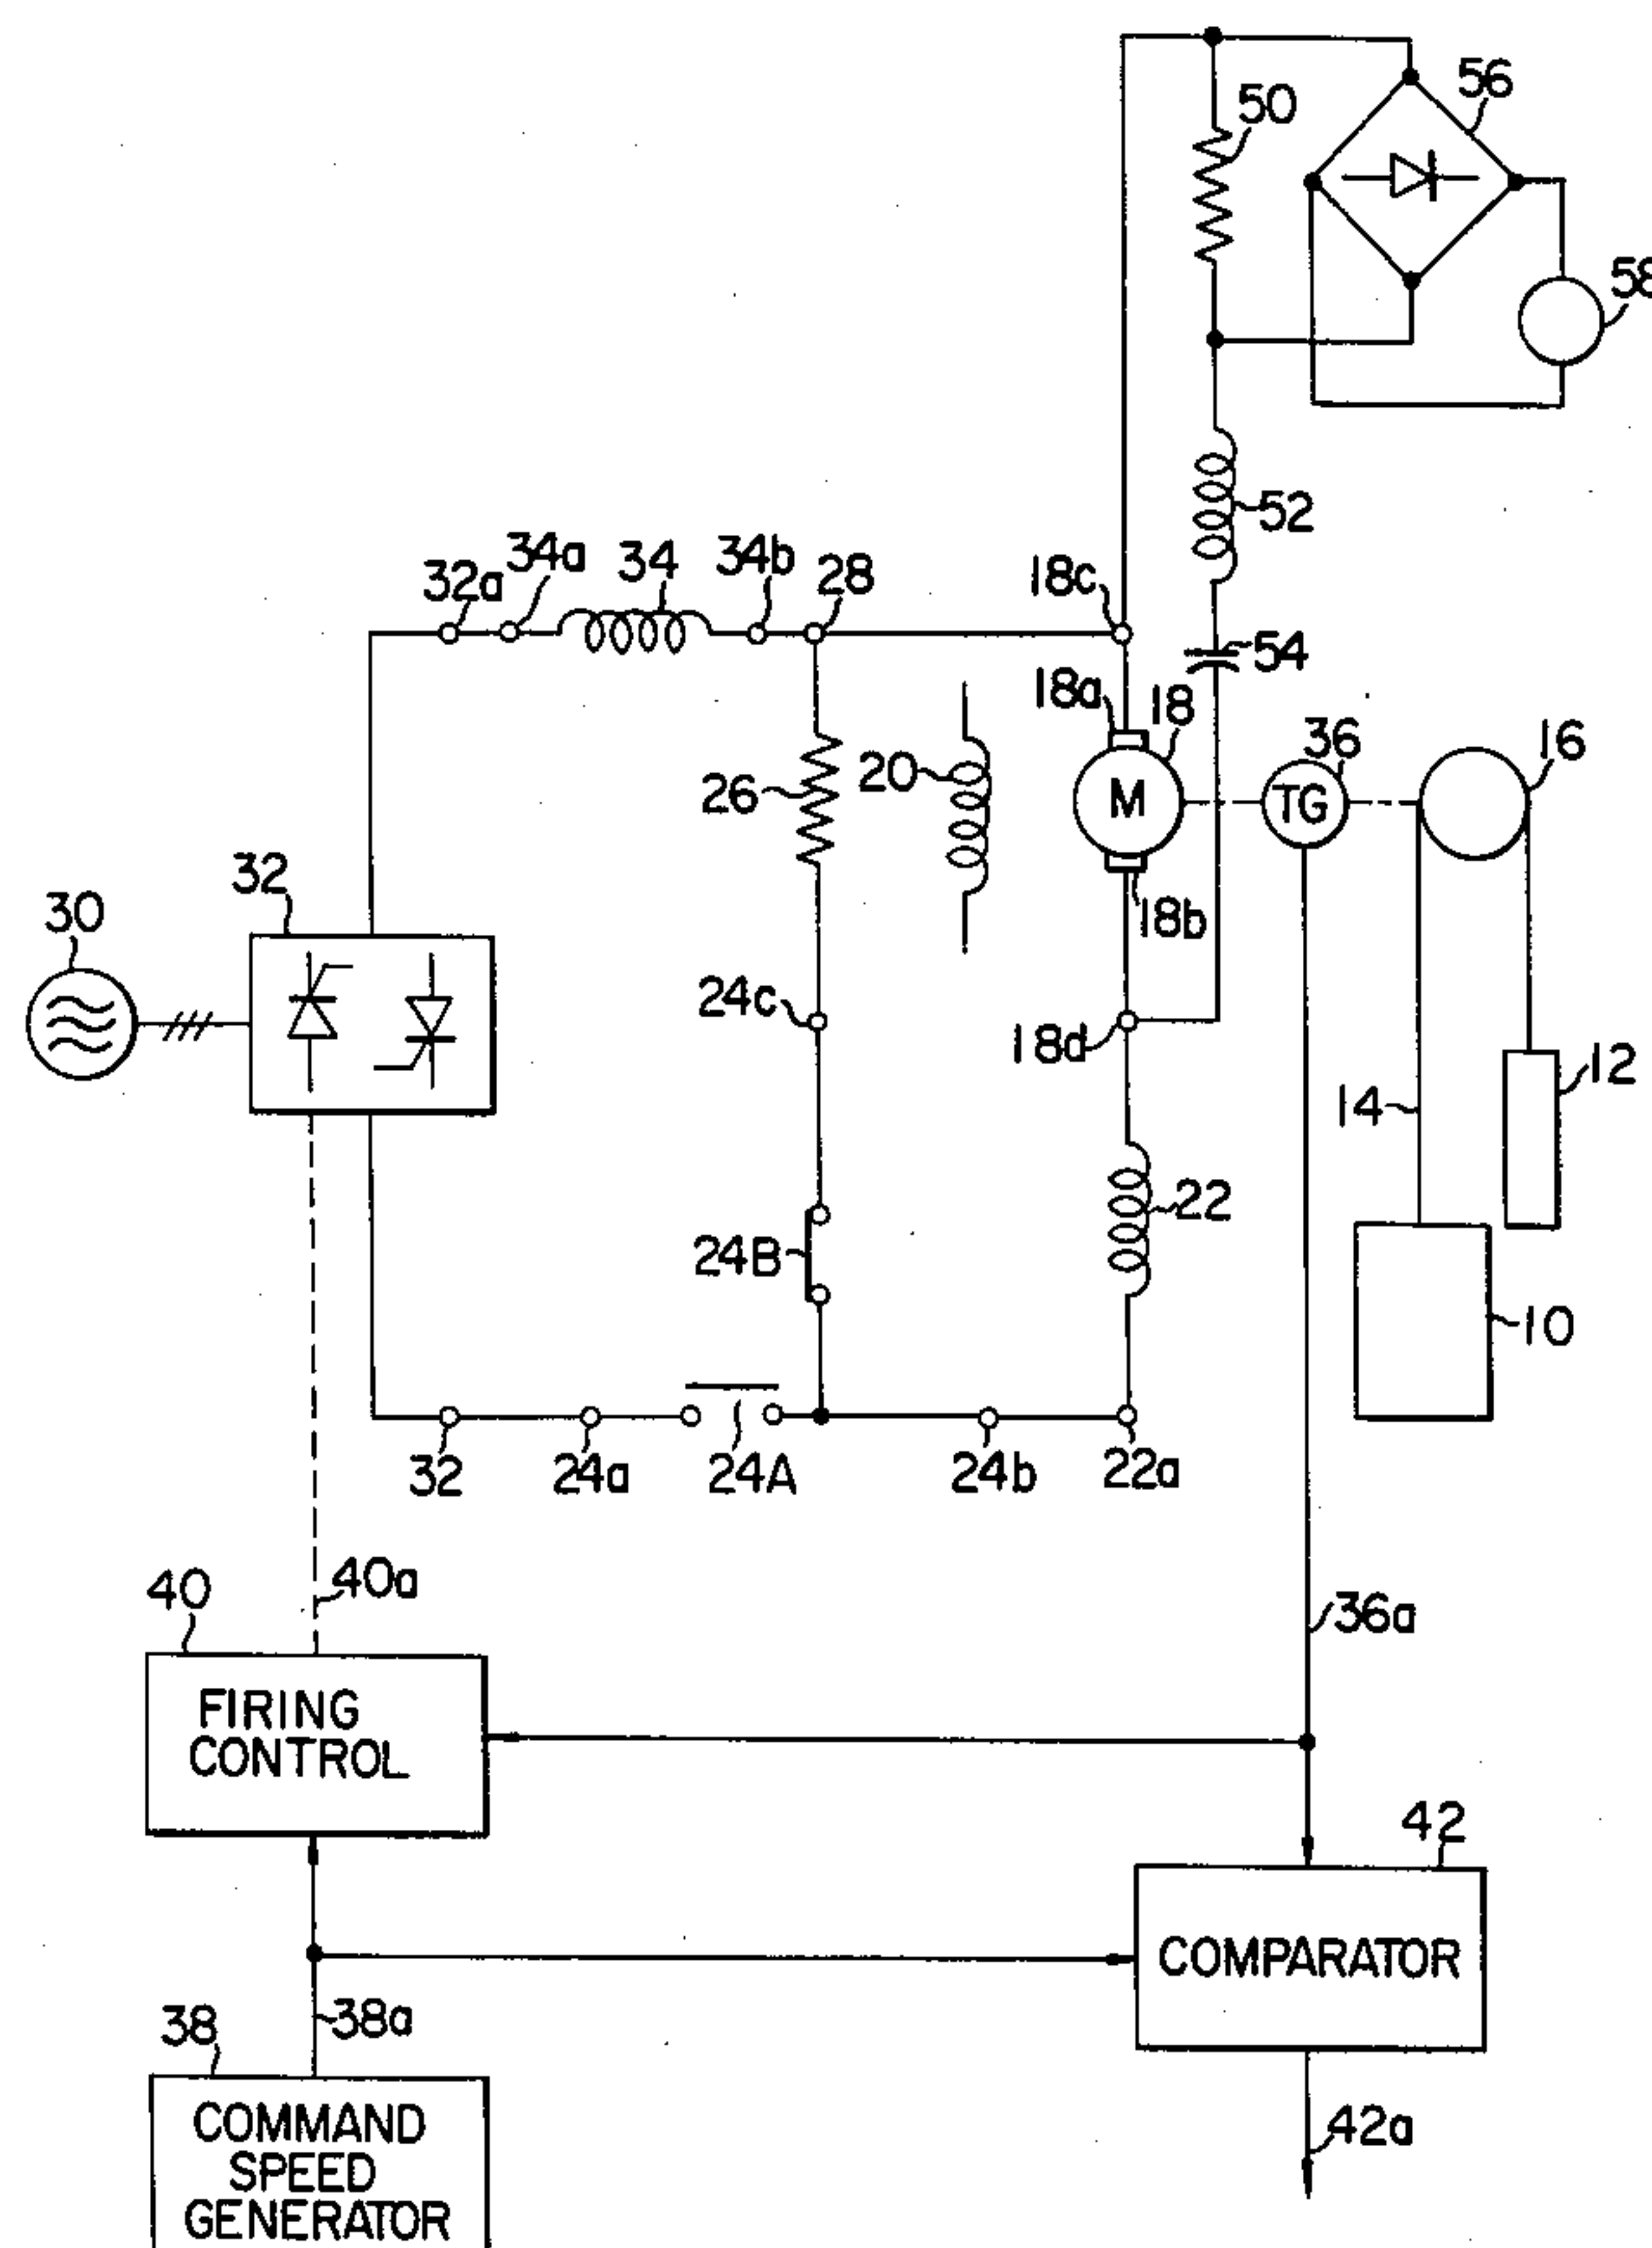 56
50
58
52
34a
34
34b
28
18c
32a
54
18a
18
36
16
20
26
M
TG
32
18b
30
24c
18d
12
14
22
24B
10
32
24a
24A
24b
22a
40
40a
36a
FIRING
CONTROL
42
COMPARATOR
38
38a
42a
COMMAND
SPEED
GENERATOR